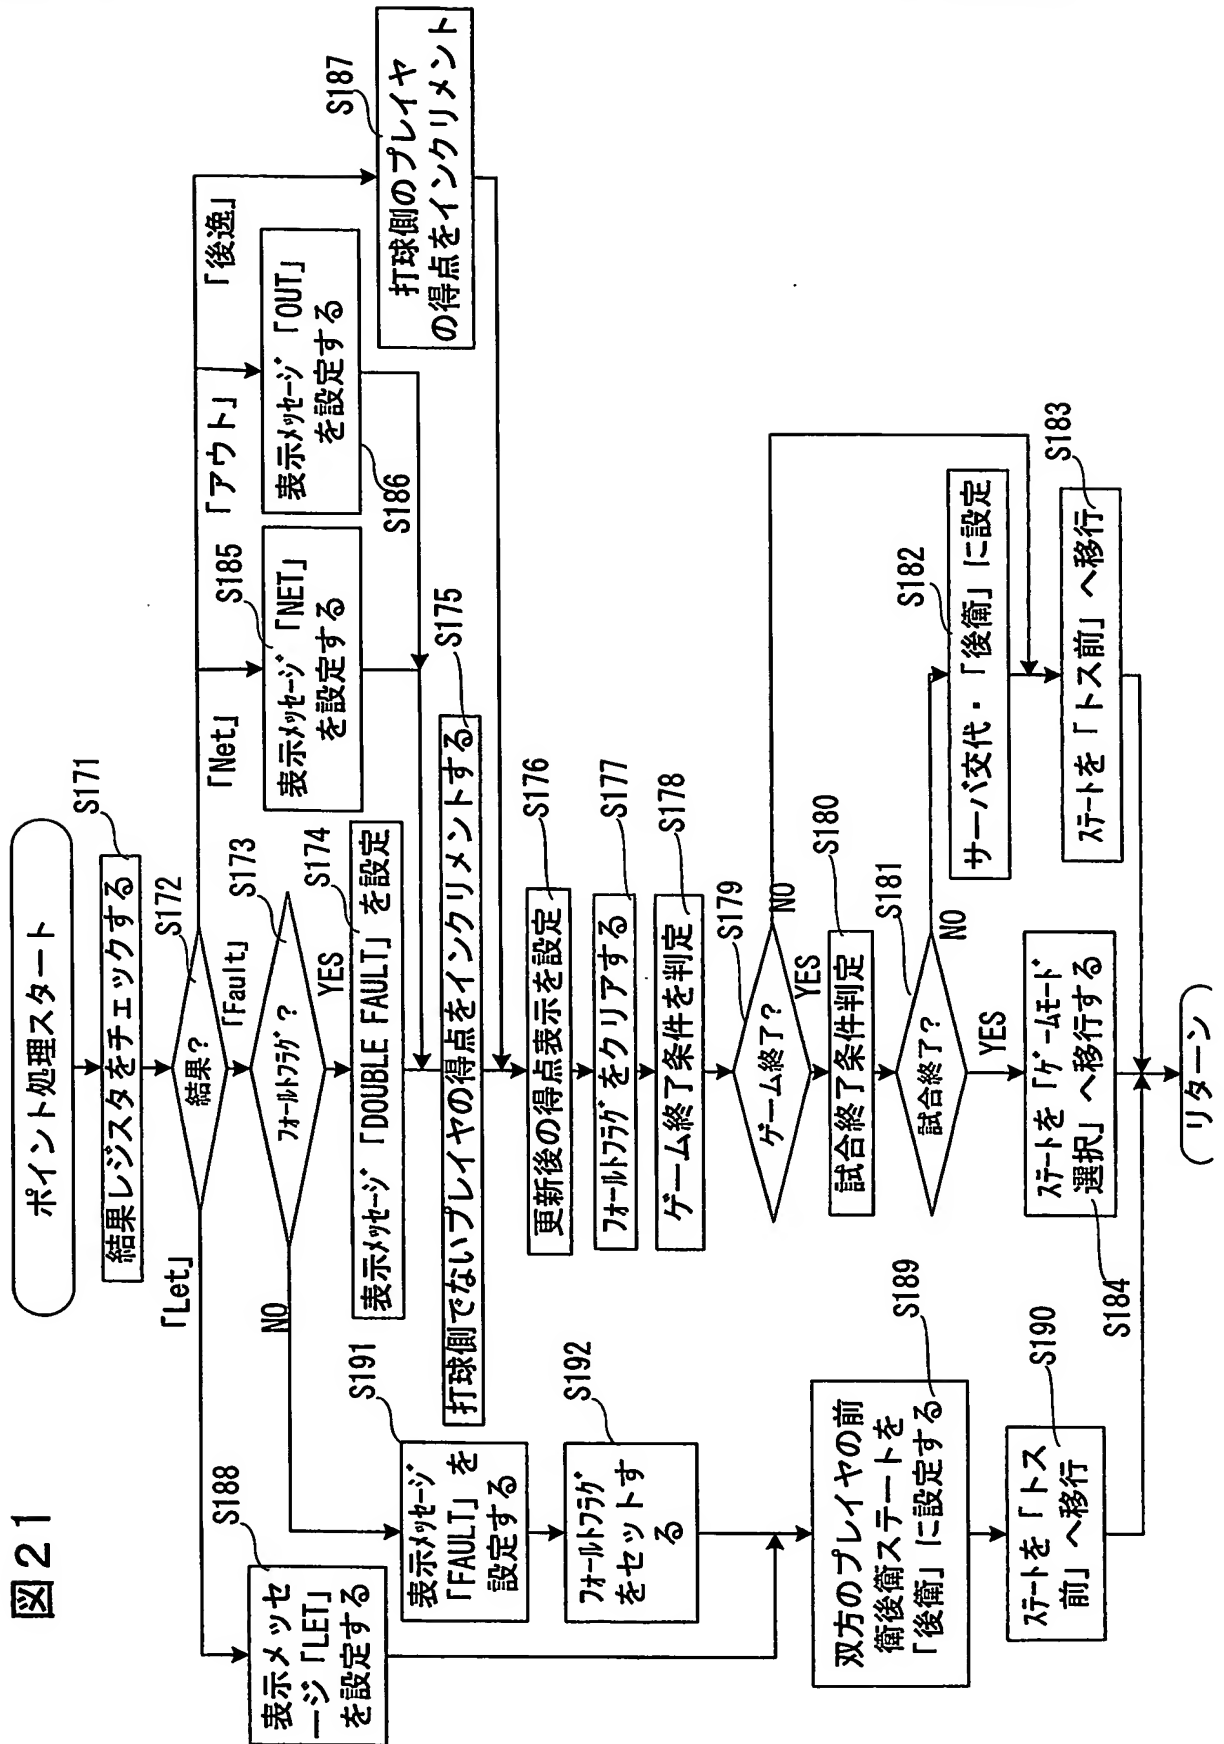 図21
ポイント処理スタート
結果レジスタをチェックする
S171
結果?
S172
「Let」
「Fault」
「Net」
「アウト」
「後逸」
フォールトフラグ?
S173
NO
YES
表示メッセージ「DOUBLE FAULT」を設定
S174
表示メッセージ「NET」
を設定する
S185
表示メッセージ「OUT」
を設定する
S186
打球側のプレイヤ
の得点をインクリメント
S187
表示メッセ
ージ「LET」
を設定する
S188
表示メッセージ
「FAULT」を
設定する
S191
フォールトフラグ
をセットす
る
S192
打球側でないプレイヤの得点をインクリメントする
S175
更新後の得点表示を設定
S176
フォールトフラグをクリアする
S177
ゲーム終了条件を判定
S178
ゲーム終了?
S179
NO
YES
試合終了条件判定
S180
試合終了?
S181
NO
YES
サーバ交代・「後衛」に設定
S182
ステートを「トス前」へ移行
S183
ステートを「ゲームモード
選択」へ移行する
S184
双方のプレイヤの前
衛後衛ステートを
「後衛」に設定する
S189
ステートを「トス
前」へ移行
S190
リターン